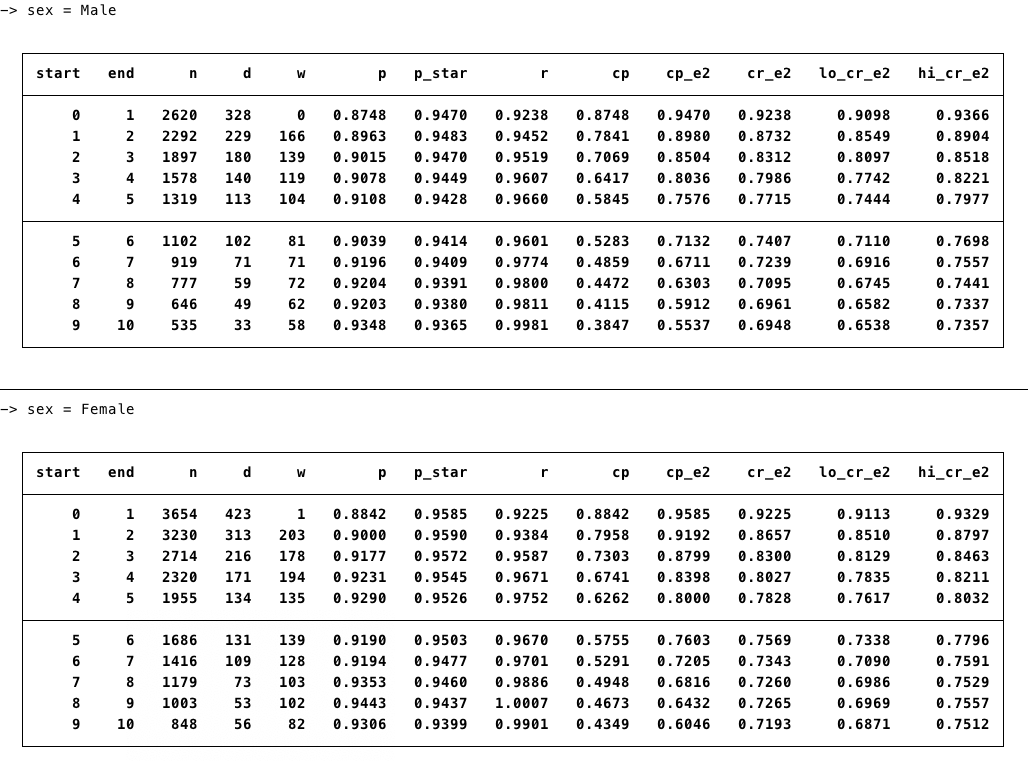 -> sex = Male
start end n d w p p_star r cp cp_e2 cr_e2 lo_cr_e2 hi_cr_e2
0 1 2620 328 0 0.8748 0.9470 0.9238 0.8748 0.9470 0.9238 0.9098 0.9366
1 2 2292 229 166 0.8963 0.9483 0.9452 0.7841 0.8980 0.8732 0.8549 0.8904
2 3 1897 180 139 0.9015 0.9470 0.9519 0.7069 0.8504 0.8312 0.8097 0.8518
3 4 1578 140 119 0.9078 0.9449 0.9607 0.6417 0.8036 0.7986 0.7742 0.8221
4 5 1319 113 104 0.9108 0.9428 0.9660 0.5845 0.7576 0.7715 0.7444 0.7977
5 6 1102 102 81 0.9039 0.9414 0.9601 0.5283 0.7132 0.7407 0.7110 0.7698
6 7 919 71 71 0.9196 0.9409 0.9774 0.4859 0.6711 0.7239 0.6916 0.7557
7 8 777 59 72 0.9204 0.9391 0.9800 0.4472 0.6303 0.7095 0.6745 0.7441
8 9 646 49 62 0.9203 0.9380 0.9811 0.4115 0.5912 0.6961 0.6582 0.7337
9 10 535 33 58 0.9348 0.9365 0.9981 0.3847 0.5537 0.6948 0.6538 0.7357
-> sex = Female
start end n d w p p_star r cp cp_e2 cr_e2 lo_cr_e2 hi_cr_e2
0 1 3654 423 1 0.8842 0.9585 0.9225 0.8842 0.9585 0.9225 0.9113 0.9329
1 2 3230 313 203 0.9000 0.9590 0.9384 0.7958 0.9192 0.8657 0.8510 0.8797
2 3 2714 216 178 0.9177 0.9572 0.9587 0.7303 0.8799 0.8300 0.8129 0.8463
3 4 2320 171 194 0.9231 0.9545 0.9671 0.6741 0.8398 0.8027 0.7835 0.8211
4 5 1955 134 135 0.9290 0.9526 0.9752 0.6262 0.8000 0.7828 0.7617 0.8032
5 6 1686 131 139 0.9190 0.9503 0.9670 0.5755 0.7603 0.7569 0.7338 0.7796
6 7 1416 109 128 0.9194 0.9477 0.9701 0.5291 0.7205 0.7343 0.7090 0.7591
7 8 1179 73 103 0.9353 0.9460 0.9886 0.4948 0.6816 0.7260 0.6986 0.7529
8 9 1003 53 102 0.9443 0.9437 1.0007 0.4673 0.6432 0.7265 0.6969 0.7557
9 10 848 56 82 0.9306 0.9399 0.9901 0.4349 0.6046 0.7193 0.6871 0.7512